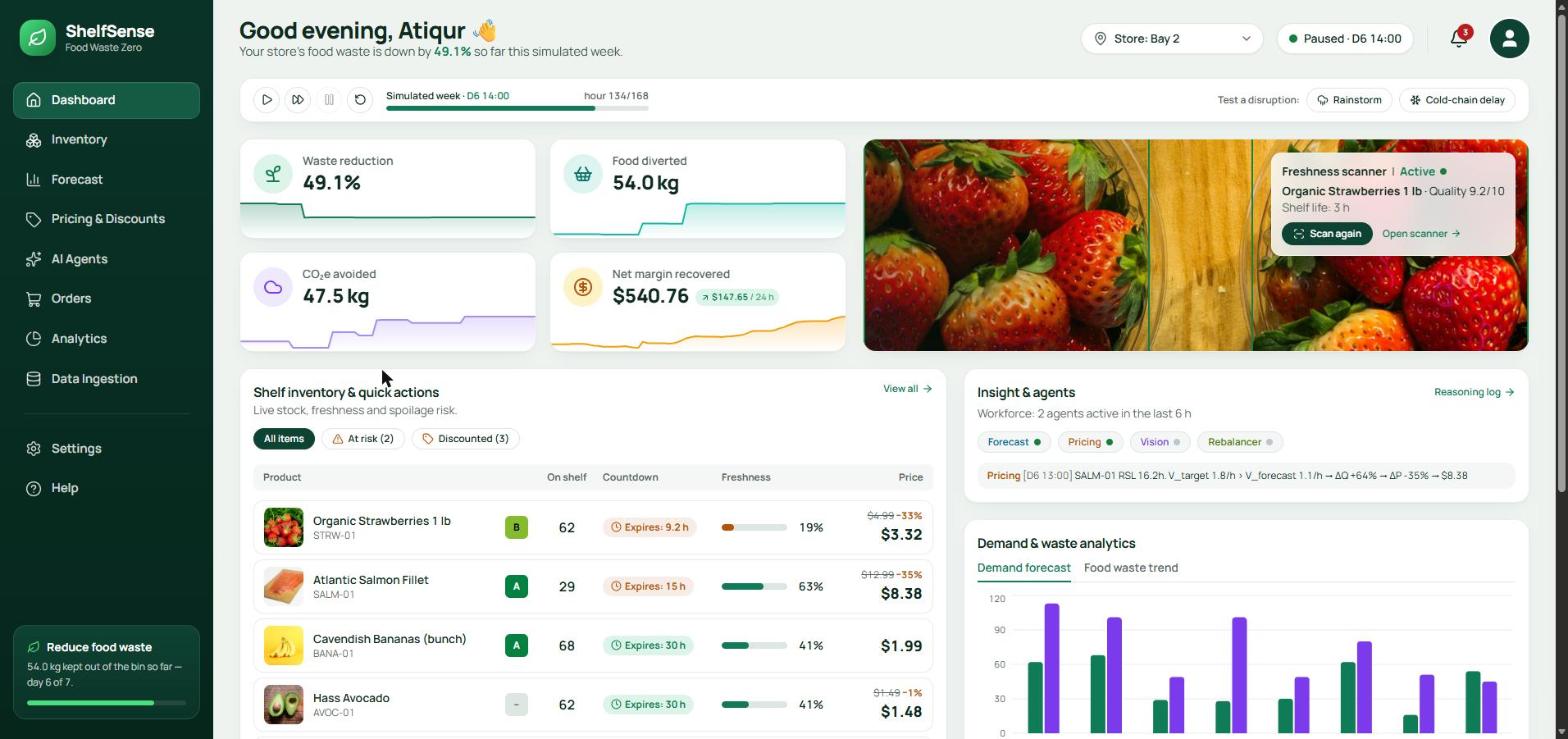 ShelfSense
Food Waste Zero
Dashboard
Inventory
Forecast
Pricing & Discounts
AI Agents
Orders
Analytics
Data Ingestion
Settings
Help
Reduce food waste
54.0 kg kept out of the bin so far —
day 6 of 7.
Good evening, Atiqur 👋
Your store's food waste is down by 49.1% so far this simulated week.
Store: Bay 2
Paused · D6 14:00
3
Simulated week · D6 14:00 hour 134/168
Test a disruption: Rainstorm Cold-chain delay
Waste reduction
49.1%
Food diverted
54.0 kg
CO₂e avoided
47.5 kg
Net margin recovered
$540.76 $147.65 / 24 h
Freshness scanner | Active
Organic Strawberries 1 lb · Quality 9.2/10
Shelf life: 3 h
Scan again Open scanner →
Shelf inventory & quick actions View all →
Live stock, freshness and spoilage risk.
All items At risk (2) Discounted (3)
Product On shelf Countdown Freshness Price
Organic Strawberries 1 lb
STRW-01
B 62 Expires: 9.2 h 19%
$4.99 -33%
$3.32
Atlantic Salmon Fillet
SALM-01
A 29 Expires: 15 h 63%
$12.99 -35%
$8.38
Cavendish Bananas (bunch)
BANA-01
A 68 Expires: 30 h 41% $1.99
Hass Avocado
AVOC-01
– 62 Expires: 30 h 41%
$1.49 -1%
$1.48
Insight & agents Reasoning log →
Workforce: 2 agents active in the last 6 h
Forecast Pricing Vision Rebalancer
Pricing [D6 13:00] SALM-01 RSL 16.2h. V_target 1.8/h > V_forecast 1.1/h → ΔQ +64% → ΔP -35% → $8.38
Demand & waste analytics
Demand forecast Food waste trend
120
90
60
30
0